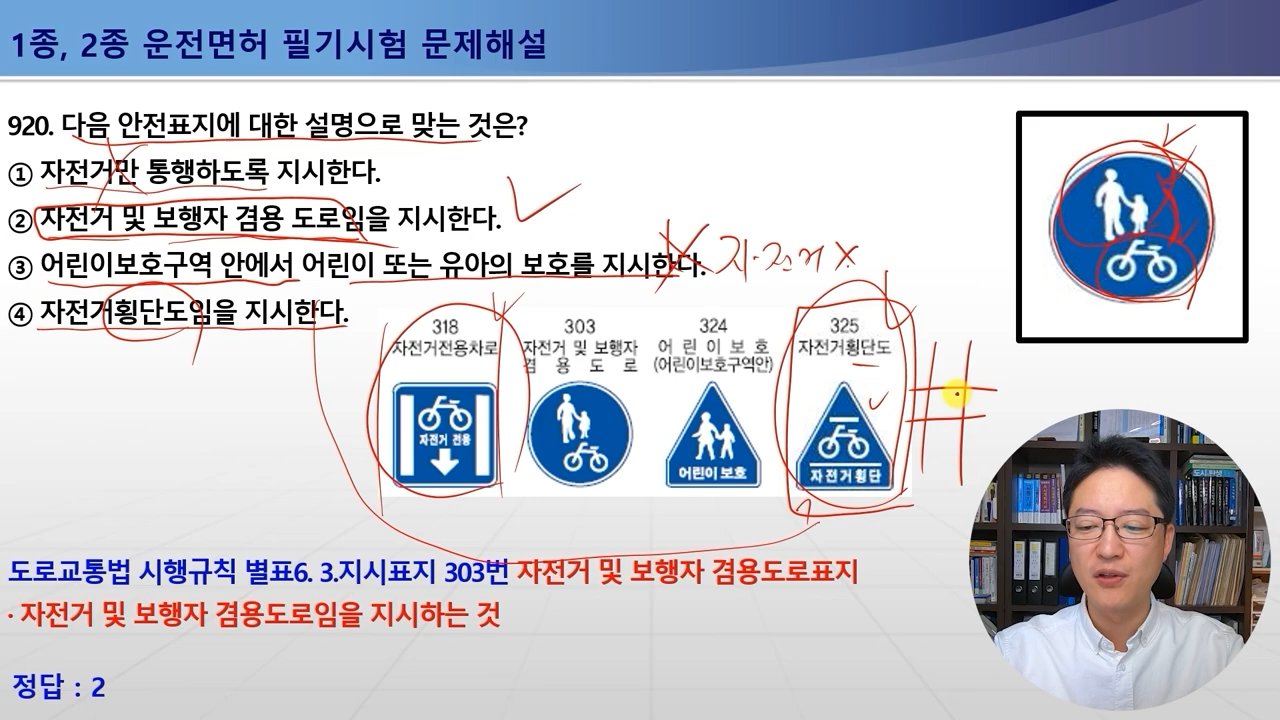 1종, 2종 운전면허 필기시험 문제해설
920. 다음 안전표지에 대한 설명으로 맞는 것은?
① 자전거만 통행하도록 지시한다.
② 자전거 및 보행자 겸용 도로임을 지시한다.
③ 어린이보호구역 안에서 어린이 또는 유아의 보호를 지시한다.
자·전거 x
④ 자전거횡단도임을 지시한다.
318
자전거전용차로
자전거 전용
303
자전거 및 보행자
겸 용 도 로
324
어 린 이 보 호
(어린이보호구역안)
어린이 보호
325
자전거횡단도
자전거횡단
도로교통법 시행규칙 별표6. 3.지시표지 303번 자전거 및 보행자 겸용도로표지
· 자전거 및 보행자 겸용도로임을 지시하는 것
정답 : 2